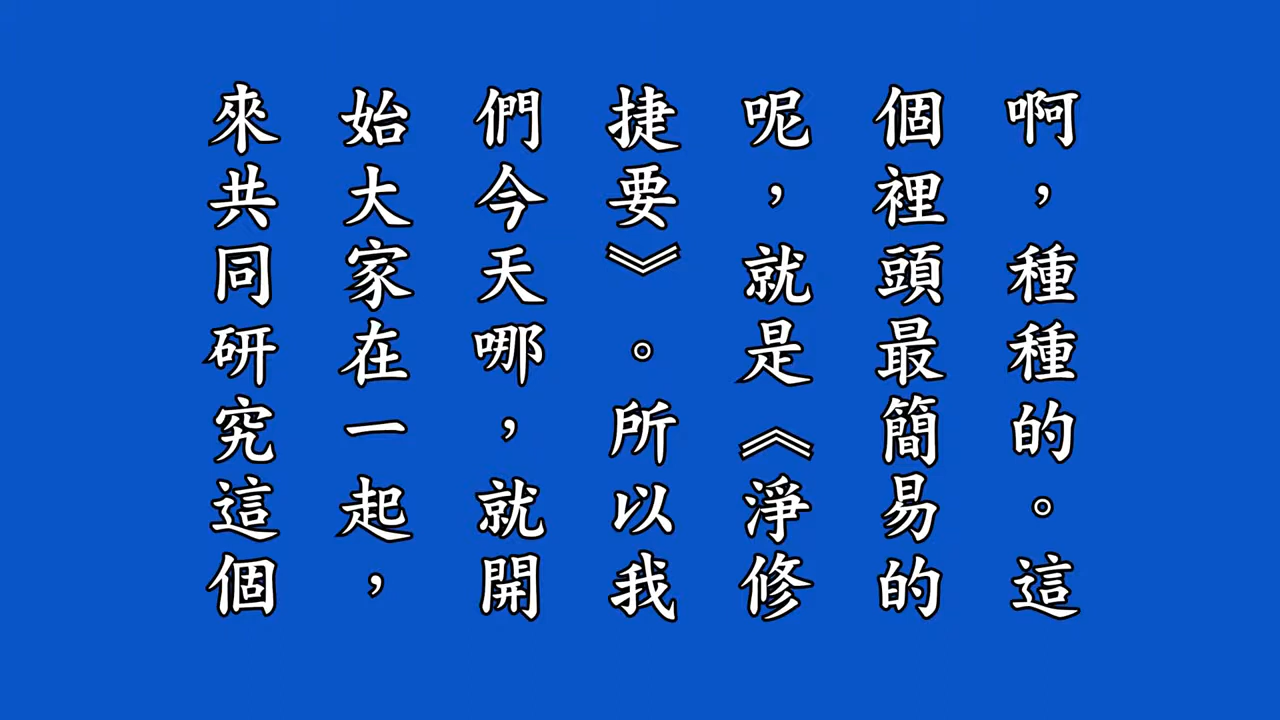 啊，種種的。這
個裡頭最簡易的
呢，就是《淨修
捷要》。所以我
們今天哪，就開
始大家在一起，
來共同研究這個